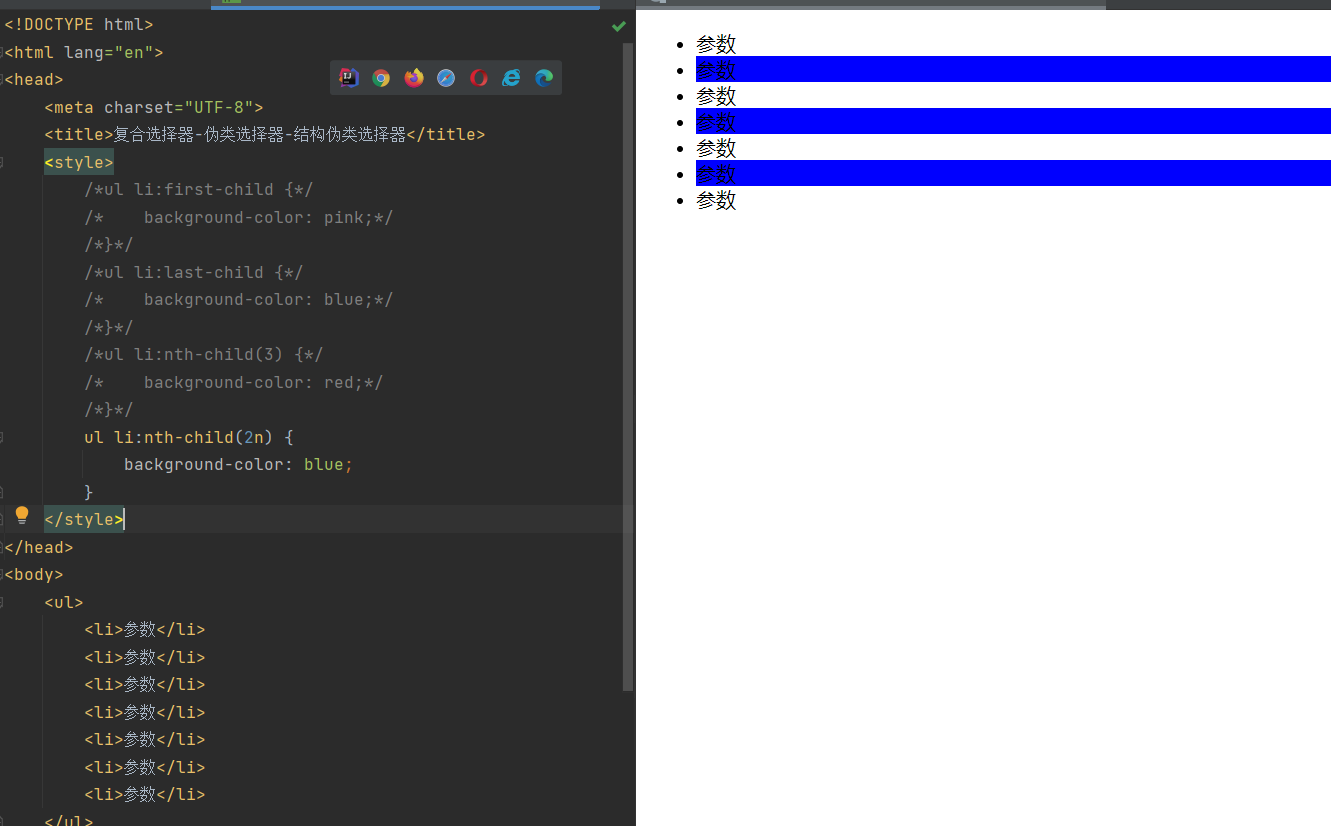 <!DOCTYPE html>
<html lang="en">
<head>
    <meta charset="UTF-8">
    <title>复合选择器-伪类选择器-结构伪类选择器</title>
    <style>
        /*ul li:first-child {*/
        /*    background-color: pink;*/
        /*}*/
        /*ul li:last-child {*/
        /*    background-color: blue;*/
        /*}*/
        /*ul li:nth-child(3) {*/
        /*    background-color: red;*/
        /*}*/
        ul li:nth-child(2n) {
            background-color: blue;
        }
    </style>
</head>
<body>
    <ul>
        <li>参数</li>
        <li>参数</li>
        <li>参数</li>
        <li>参数</li>
        <li>参数</li>
        <li>参数</li>
        <li>参数</li>
    </ul>
参数
参数
参数
参数
参数
参数
参数